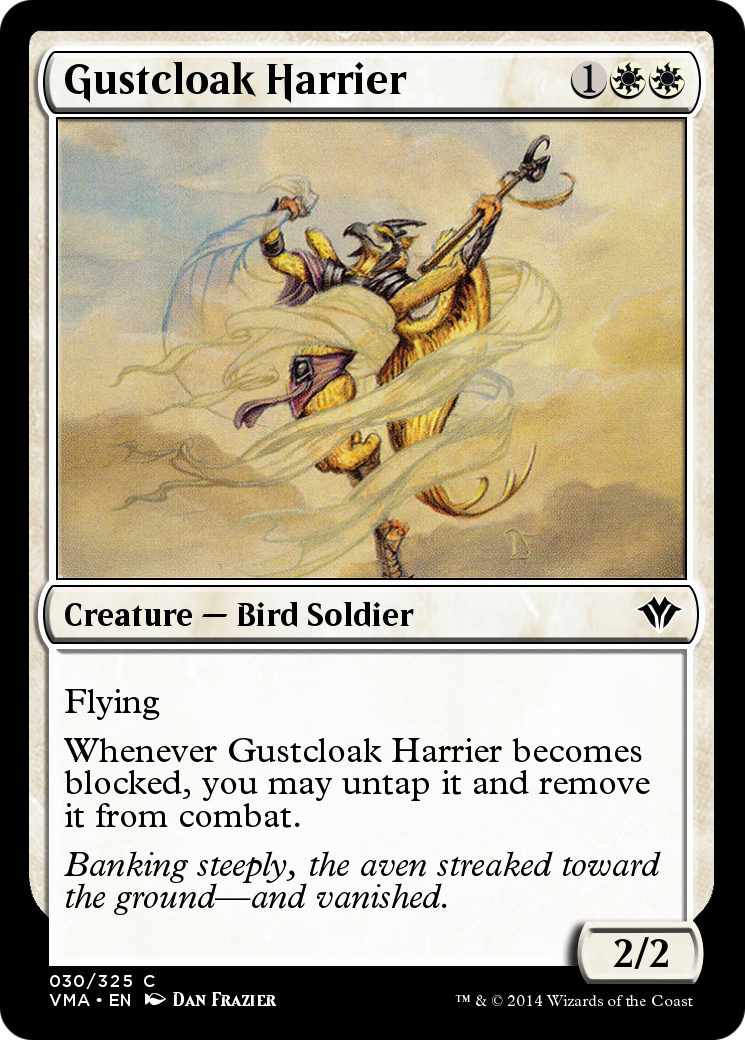 Gustcloak Harrier 1
Creature — Bird Soldier
Flying
Whenever Gustcloak Harrier becomes
blocked, you may untap it and remove
it from combat.
Banking steeply, the aven streaked toward
the ground—and vanished.
2/2
030/325 C
VMA • EN Dan Frazier
™ & © 2014 Wizards of the Coast